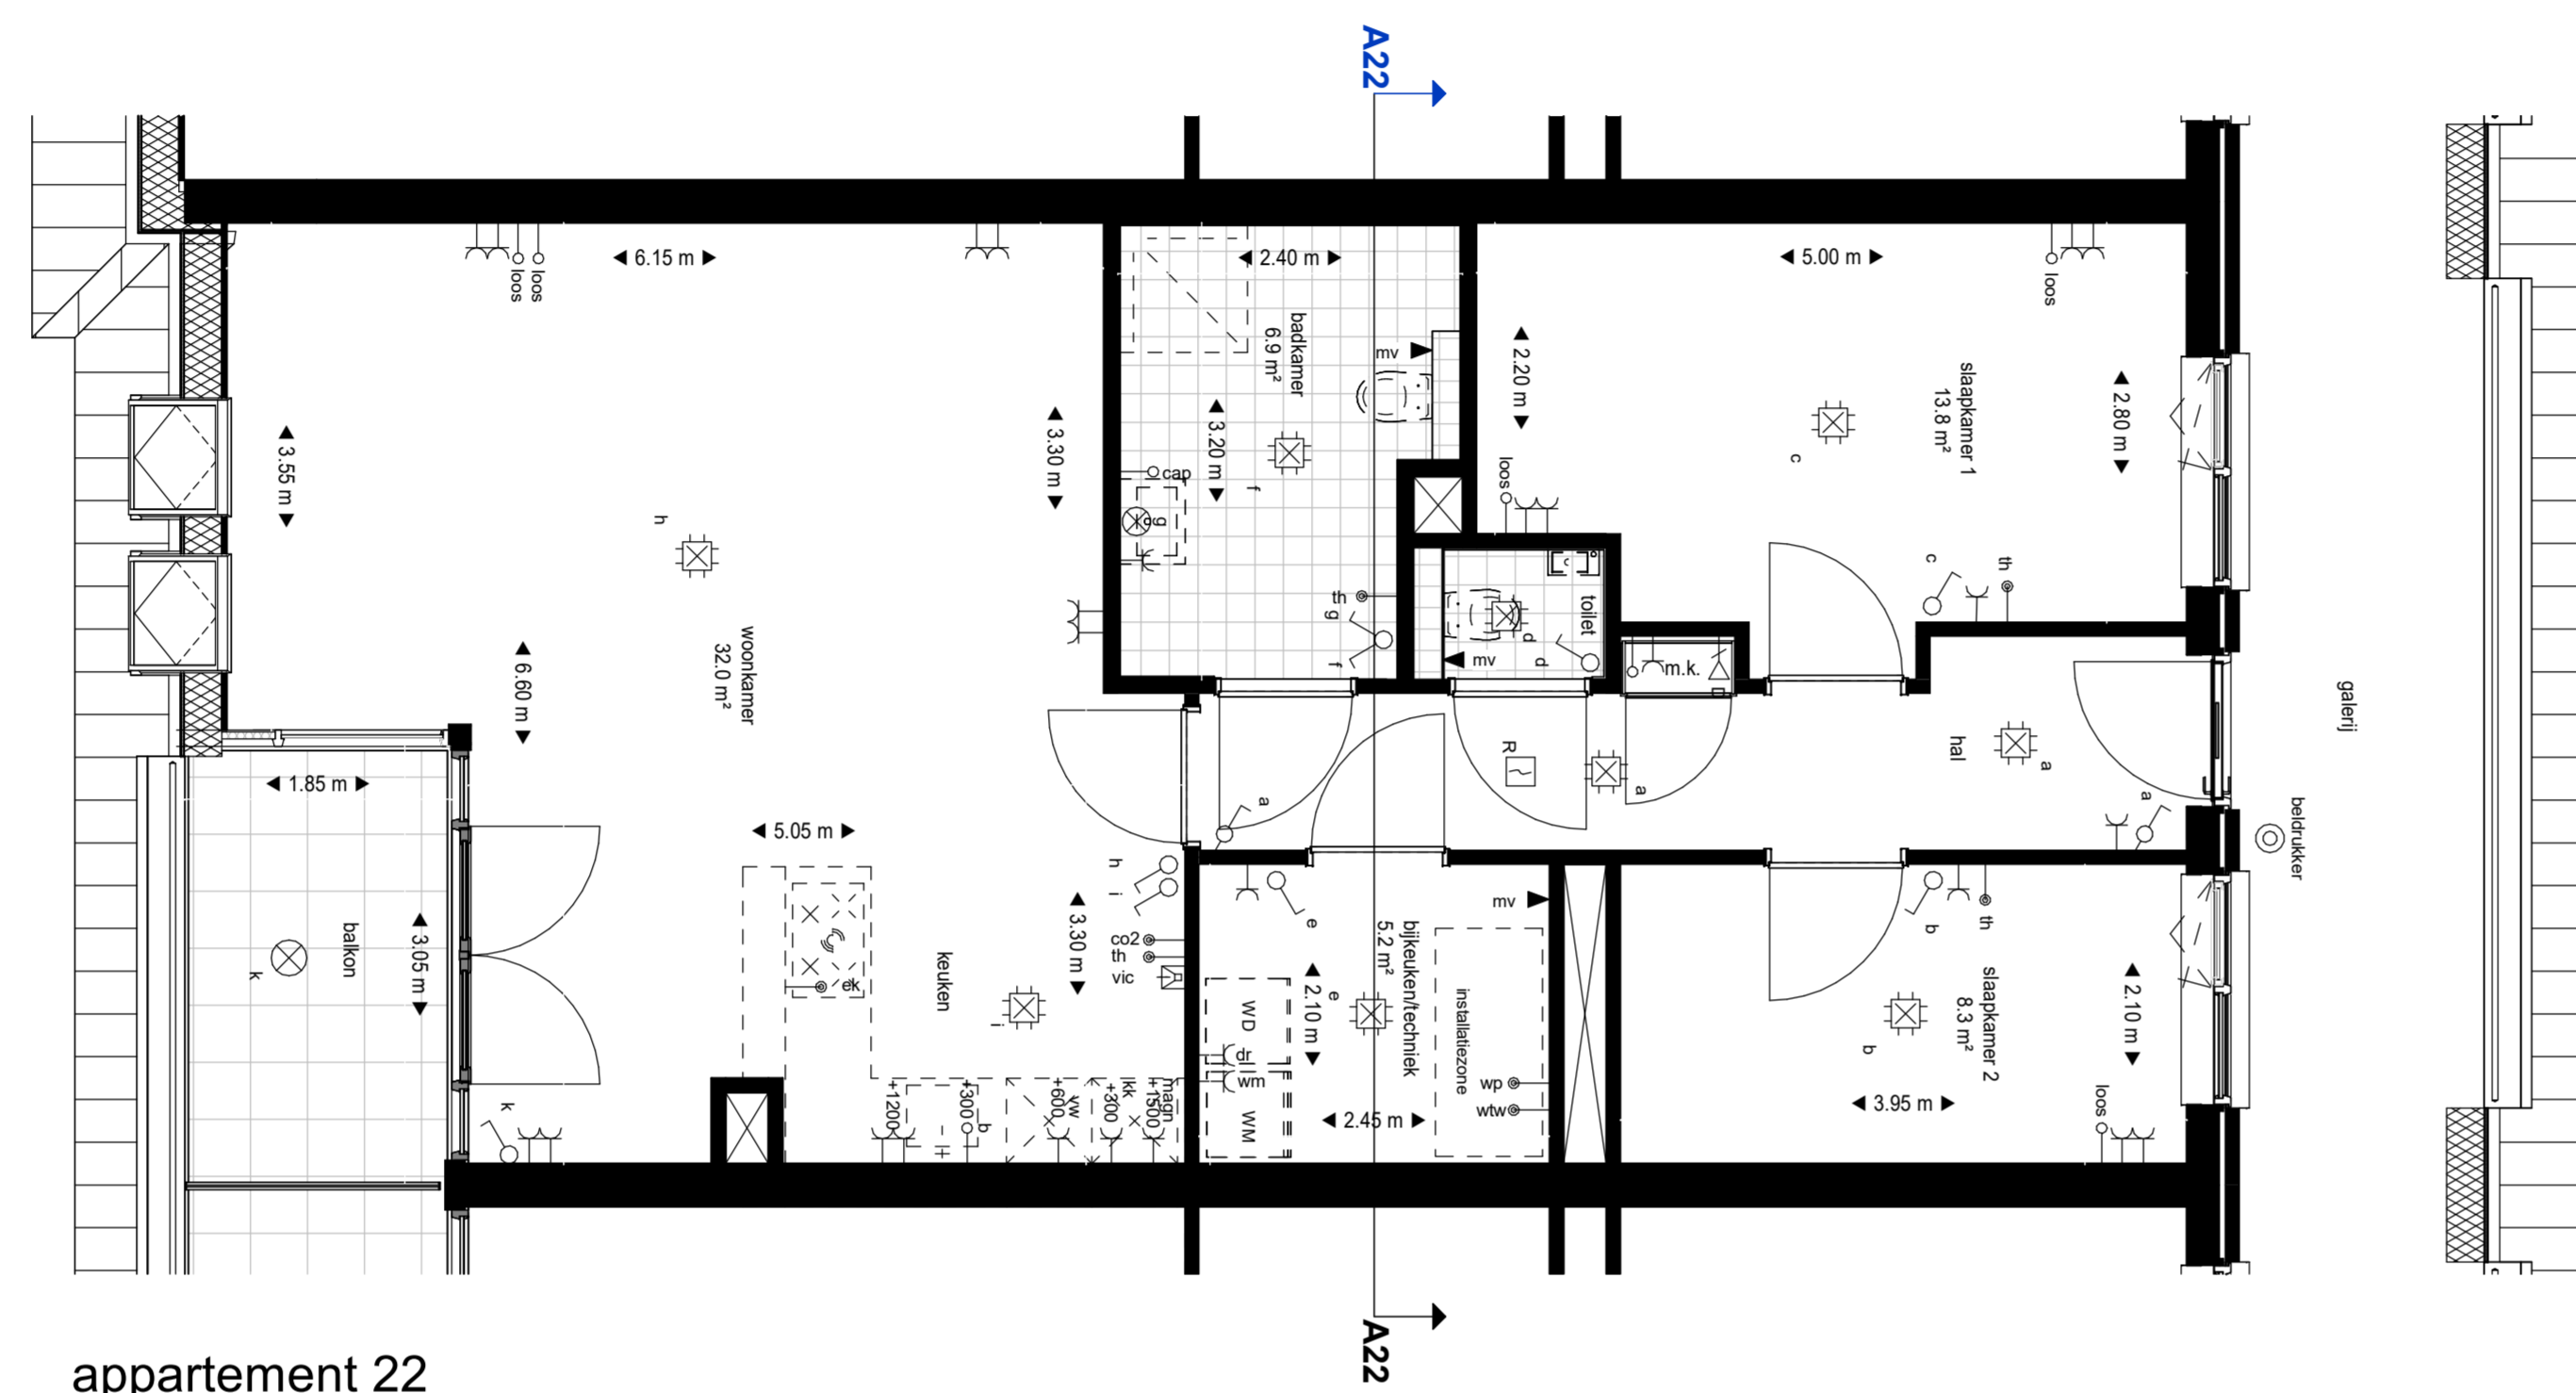 A22
6.15 m
2.40 m
5.00 m
loos
loos
loos
badkamer
6.9 m²
mv
2.20 m
slaapkamer 1
13.8 m²
2.80 m
3.55 m
3.30 m
3.20 m
cap
f
g
loos
c
h
c
th
th
g
f
toilet
d
d
mv
m.k.
woonkamer
32.0 m²
6.60 m
galerij
R
a
hal
a
a
a
beldrukker
1.85 m
5.05 m
h
i
3.30 m
co2
th
vic
balkon
k
3.05 m
keuken
ek
i
e
mv
bijkeuken/techniek
5.2 m²
e
2.10 m
installatiezone
WD
dr
wm
WM
wp
wtw
2.45 m
b
th
slaapkamer 2
8.3 m²
2.10 m
b
3.95 m
loos
k
+1200
+300
b
+600
vw
+300
kk
+1500
magn
A22
appartement 22